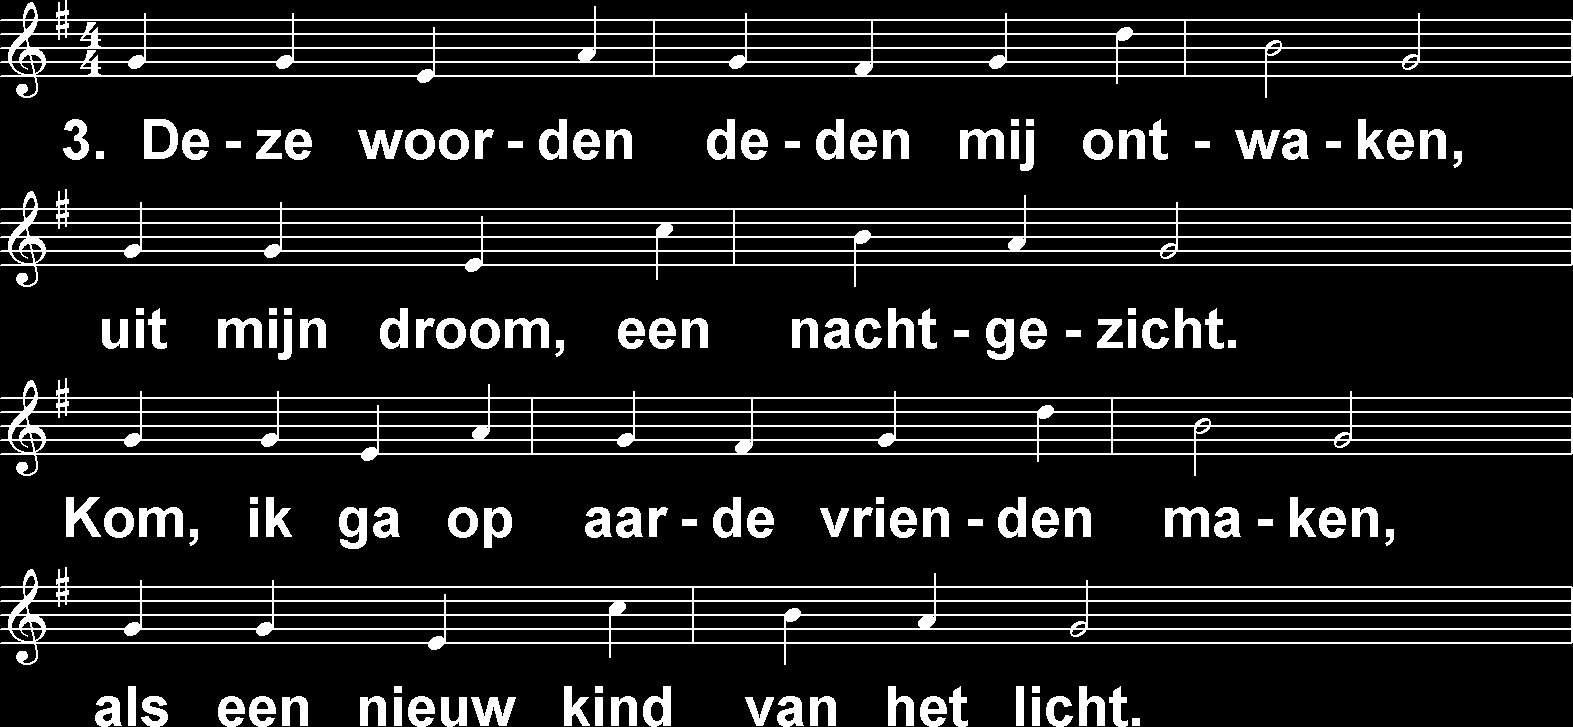 4
4
3. De - ze woor - den de - den mij ont - wa - ken,
uit mijn droom, een nacht - ge - zicht.
Kom, ik ga op aar - de vrien - den ma - ken,
als een nieuw kind van het licht.